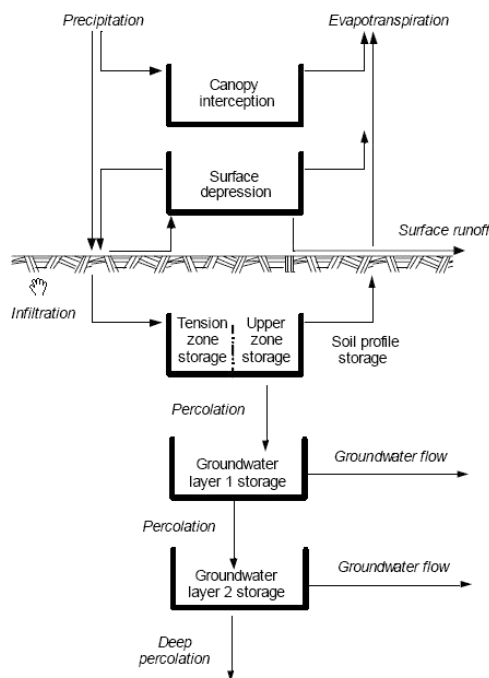 Precipitation
Evapotranspiration
Canopy
interception
Surface
depression
Surface runoff
Infiltration
Tension
zone
storage
Upper
zone
storage
Soil profile
storage
Percolation
Groundwater
layer 1 storage
Groundwater flow
Percolation
Groundwater
layer 2 storage
Groundwater flow
Deep
percolation